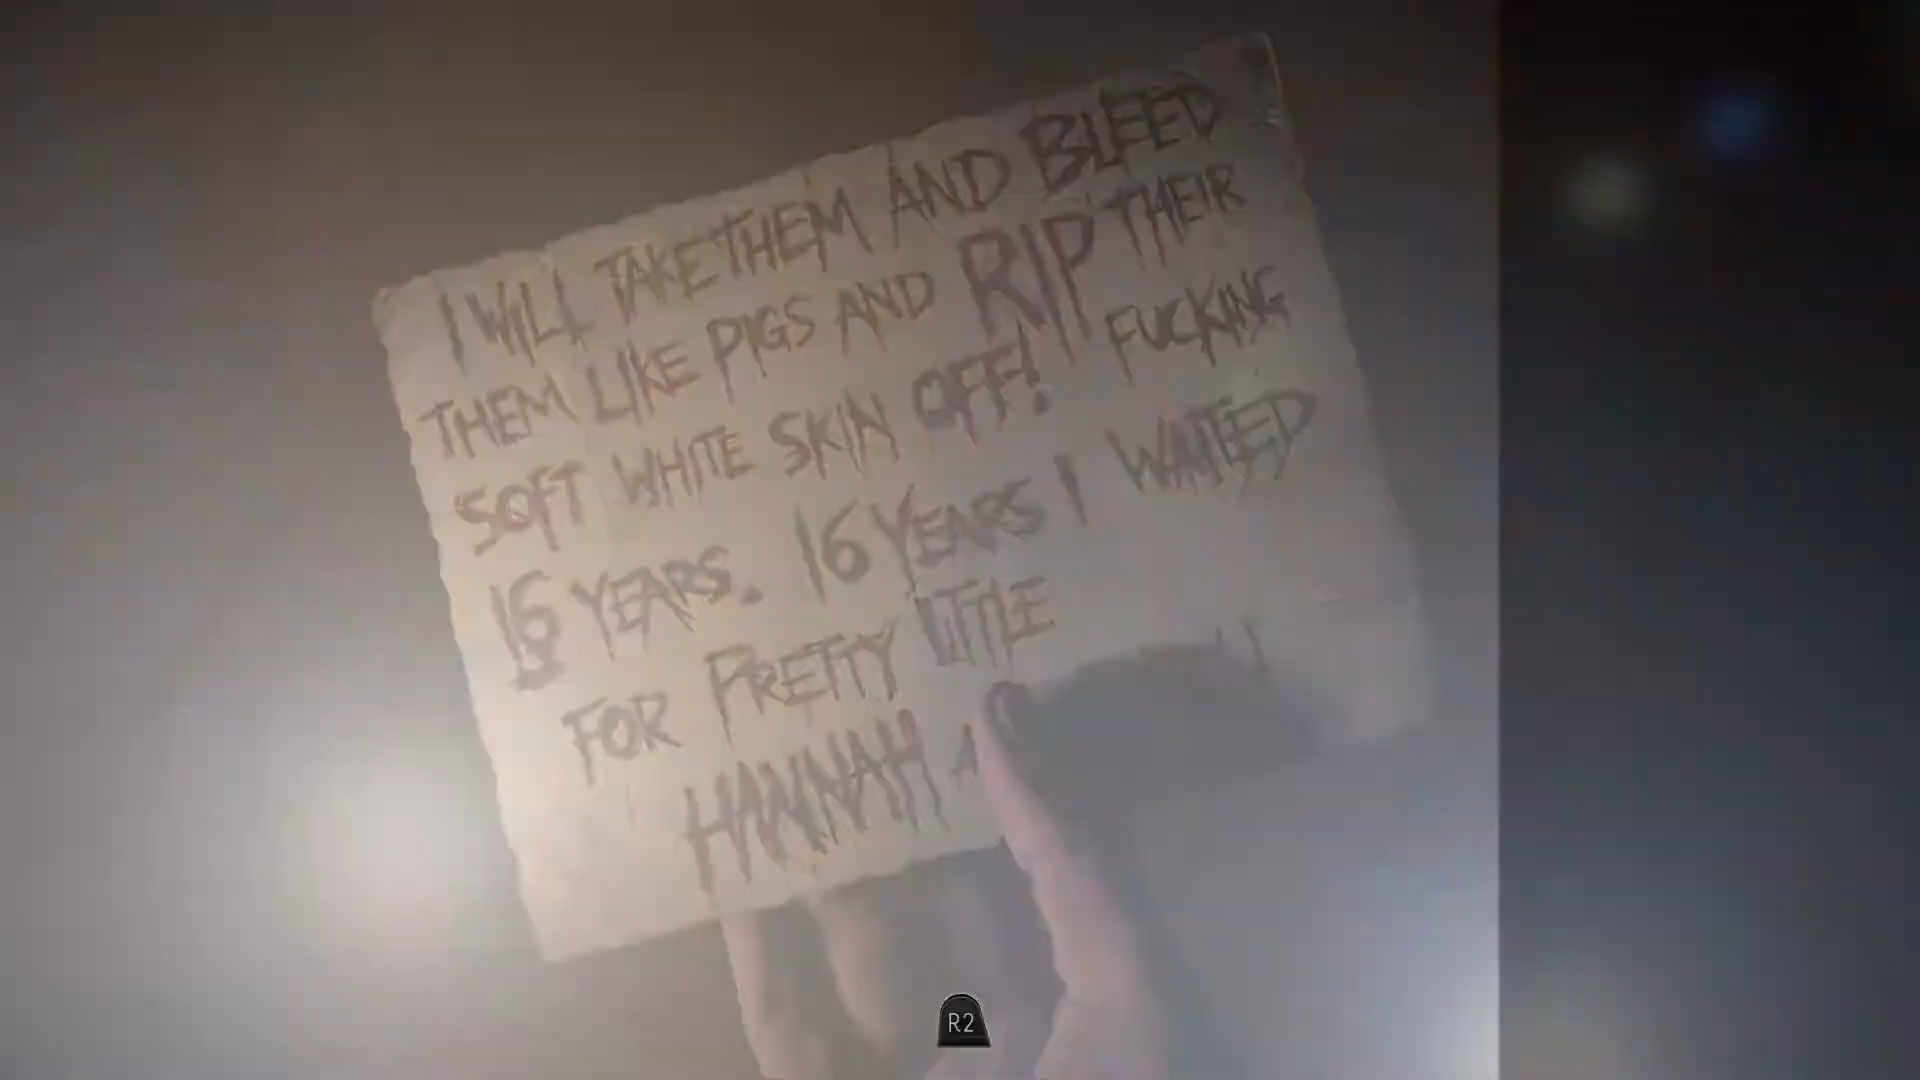 I WILL TAKE THEM AND BLEED
THEM LIKE PIGS AND RIP THEIR
SOFT WHITE SKIN OFF! FUCKING
16 YEARS. 16 YEARS I WAITED
FOR PRETTY LITTLE
HANNAH
R2